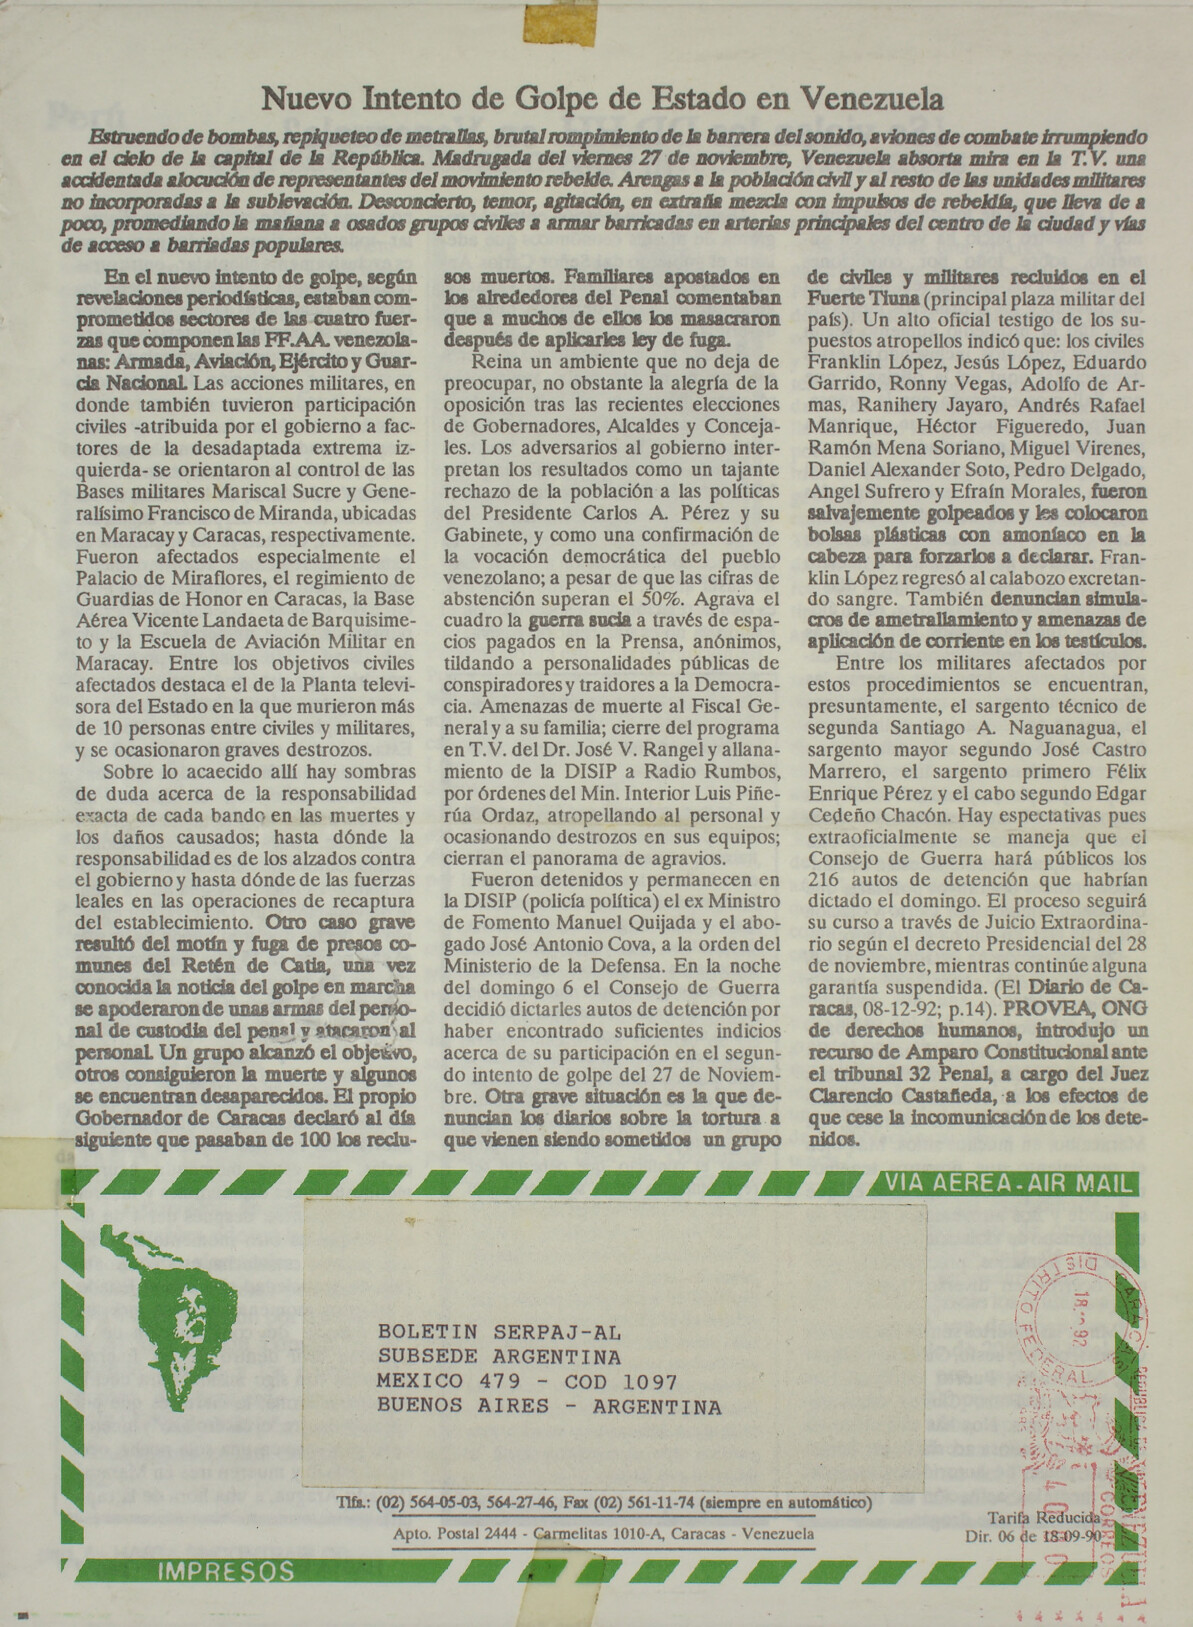 Nuevo Intento de Golpe de Estado en Venezuela
Estruendo de bombas, repiqueteo de metrallas, brutal rompimiento de la barrera del sonido, aviones de combate irrumpiendo
en el cielo de la capital de la República. Madrugada del viernes 27 de noviembre, Venezuela absorta mira en la T.V. una
accidentada alocución de representantes del movimiento rebelde. Arengas a la población civil y al resto de las unidades militares
no incorporadas a la sublevación. Desconcierto, temor, agitación, en extraña mezcla con impulsos de rebeldía, que lleva de a
poco, promediando la mañana a osados grupos civiles a armar barricadas en arterias principales del centro de la ciudad y vías
de acceso a barriadas populares.
En el nuevo intento de golpe, según
revelaciones periodísticas, estaban com-
prometidos sectores de las cuatro fuer-
zas que componen las FF.AA. venezola-
nas: Armada, Aviación, Ejército y Guar-
cia Nacional. Las acciones militares, en
donde también tuvieron participación
civiles -atribuida por el gobierno a fac-
tores de la desadaptada extrema iz-
quierda- se orientaron al control de las
Bases militares Mariscal Sucre y Gene-
ralísimo Francisco de Miranda, ubicadas
en Maracay y Caracas, respectivamente.
Fueron afectados especialmente el
Palacio de Miraflores, el regimiento de
Guardias de Honor en Caracas, la Base
Aérea Vicente Landaeta de Barquisime-
to y la Escuela de Aviación Militar en
Maracay. Entre los objetivos civiles
afectados destaca el de la Planta televi-
sora del Estado en la que murieron más
de 10 personas entre civiles y militares,
y se ocasionaron graves destrozos.
Sobre lo acaecido allí hay sombras
de duda acerca de la responsabilidad
exacta de cada bando en las muertes y
los daños causados; hasta dónde la
responsabilidad es de los alzados contra
el gobierno y hasta dónde de las fuerzas
leales en las operaciones de recaptura
del establecimiento. Otro caso grave
resultó del motín y fuga de presos co-
munes del Retén de Catia, una vez
conocida la noticia del golpe en marcha
se apoderaron de unas armas del perso-
nal de custodia del penal y atacaron al
personal. Un grupo alcanzó el objetivo,
otros consiguieron la muerte y algunos
se encuentran desaparecidos. El propio
Gobernador de Caracas declaró al día
siguiente que pasaban de 100 los reclu-
sos muertos. Familiares apostados en
los alrededores del Penal comentaban
que a muchos de ellos los masacraron
después de aplicarles ley de fuga.
Reina un ambiente que no deja de
preocupar, no obstante la alegría de la
oposición tras las recientes elecciones
de Gobernadores, Alcaldes y Conceja-
les. Los adversarios al gobierno inter-
pretan los resultados como un tajante
rechazo de la población a las políticas
del Presidente Carlos A. Pérez y su
Gabinete, y como una confirmación de
la vocación democrática del pueblo
venezolano; a pesar de que las cifras de
abstención superan el 50%. Agrava el
cuadro la guerra sucia a través de espa-
cios pagados en la Prensa, anónimos,
tildando a personalidades públicas de
conspiradores y traidores a la Democra-
cia. Amenazas de muerte al Fiscal Ge-
neral y a su familia; cierre del programa
en T.V. del Dr. José V. Rangel y allana-
miento de la DISIP a Radio Rumbos,
por órdenes del Min. Interior Luis Piñe-
rúa Ordaz, atropellando al personal y
ocasionando destrozos en sus equipos;
cierran el panorama de agravios.
Fueron detenidos y permanecen en
la DISIP (policía política) el ex Ministro
de Fomento Manuel Quijada y el abo-
gado José Antonio Cova, a la orden del
Ministerio de la Defensa. En la noche
del domingo 6 el Consejo de Guerra
decidió dictarles autos de detención por
haber encontrado suficientes indicios
acerca de su participación en el segun-
do intento de golpe del 27 de Noviem-
bre. Otra grave situación es la que de-
nuncian los diarios sobre la tortura a
que vienen siendo sometidos un grupo
de civiles y militares recluidos en el
Fuerte Tiuna (principal plaza militar del
país). Un alto oficial testigo de los su-
puestos atropellos indicó que: los civiles
Franklin López, Jesús López, Eduardo
Garrido, Ronny Vegas, Adolfo de Ar-
mas, Ranihery Jayaro, Andrés Rafael
Manrique, Héctor Figueredo, Juan
Ramón Mena Soriano, Miguel Virenes,
Daniel Alexander Soto, Pedro Delgado,
Angel Sufrero y Efraín Morales, fueron
salvajemente golpeados y les colocaron
bolsas plásticas con amoníaco en la
cabeza para forzarlos a declarar. Fran-
klin López regresó al calabozo excretan-
do sangre. También denuncian simula-
cros de ametrallamiento y amenazas de
aplicación de corriente en los testículos.
Entre los militares afectados por
estos procedimientos se encuentran,
presuntamente, el sargento técnico de
segunda Santiago A. Naguanagua, el
sargento mayor segundo José Castro
Marrero, el sargento primero Félix
Enrique Pérez y el cabo segundo Edgar
Cedeño Chacón. Hay espectativas pues
extraoficialmente se maneja que el
Consejo de Guerra hará públicos los
216 autos de detención que habrían
dictado el domingo. El proceso seguirá
su curso a través de Juicio Extraordina-
rio según el decreto Presidencial del 28
de noviembre, mientras continúe alguna
garantía suspendida. (El Diario de Ca-
racas, 08-12-92; p.14). PROVEA, ONG
de derechos humanos, introdujo un
recurso de Amparo Constitucional ante
el tribunal 32 Penal, a cargo del Juez
Clarencio Castañeda, a los efectos de
que cese la incomunicación de los dete-
nidos.
VIA AEREA - AIR MAIL
BOLETIN SERPAJ-AL
SUBSEDE ARGENTINA
MEXICO 479 - COD 1097
BUENOS AIRES - ARGENTINA
DISTRITO FEDERAL
CARACAS
18.12.92
VENEZUELA
CORREOS
Tlfs.: (02) 564-05-03, 564-27-46, Fax (02) 561-11-74 (siempre en automático)
Apto. Postal 2444 - Carmelitas 1010-A, Caracas - Venezuela
Tarifa Reducida
Dir. 06 de 18-09-90
IMPRESOS